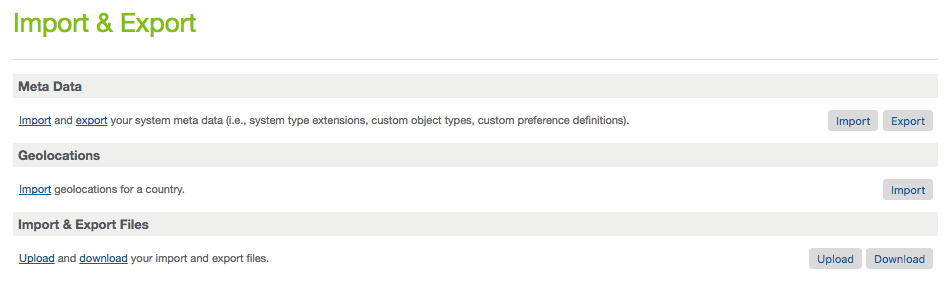 Import & Export
Meta Data
Import and export your system meta data (i.e., system type extensions, custom object types, custom preference definitions). Import Export
Geolocations
Import geolocations for a country. Import
Import & Export Files
Upload and download your import and export files. Upload Download